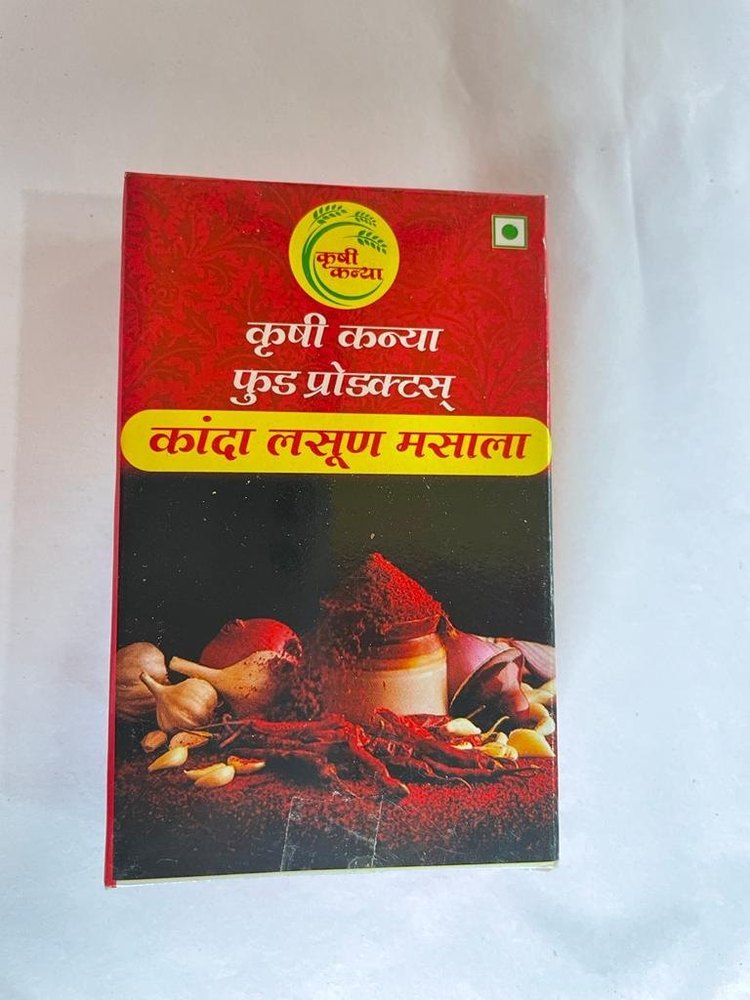 कृषी
कन्या
कृषी कन्या
फुड प्रोडक्टस्
कांदा लसूण मसाला